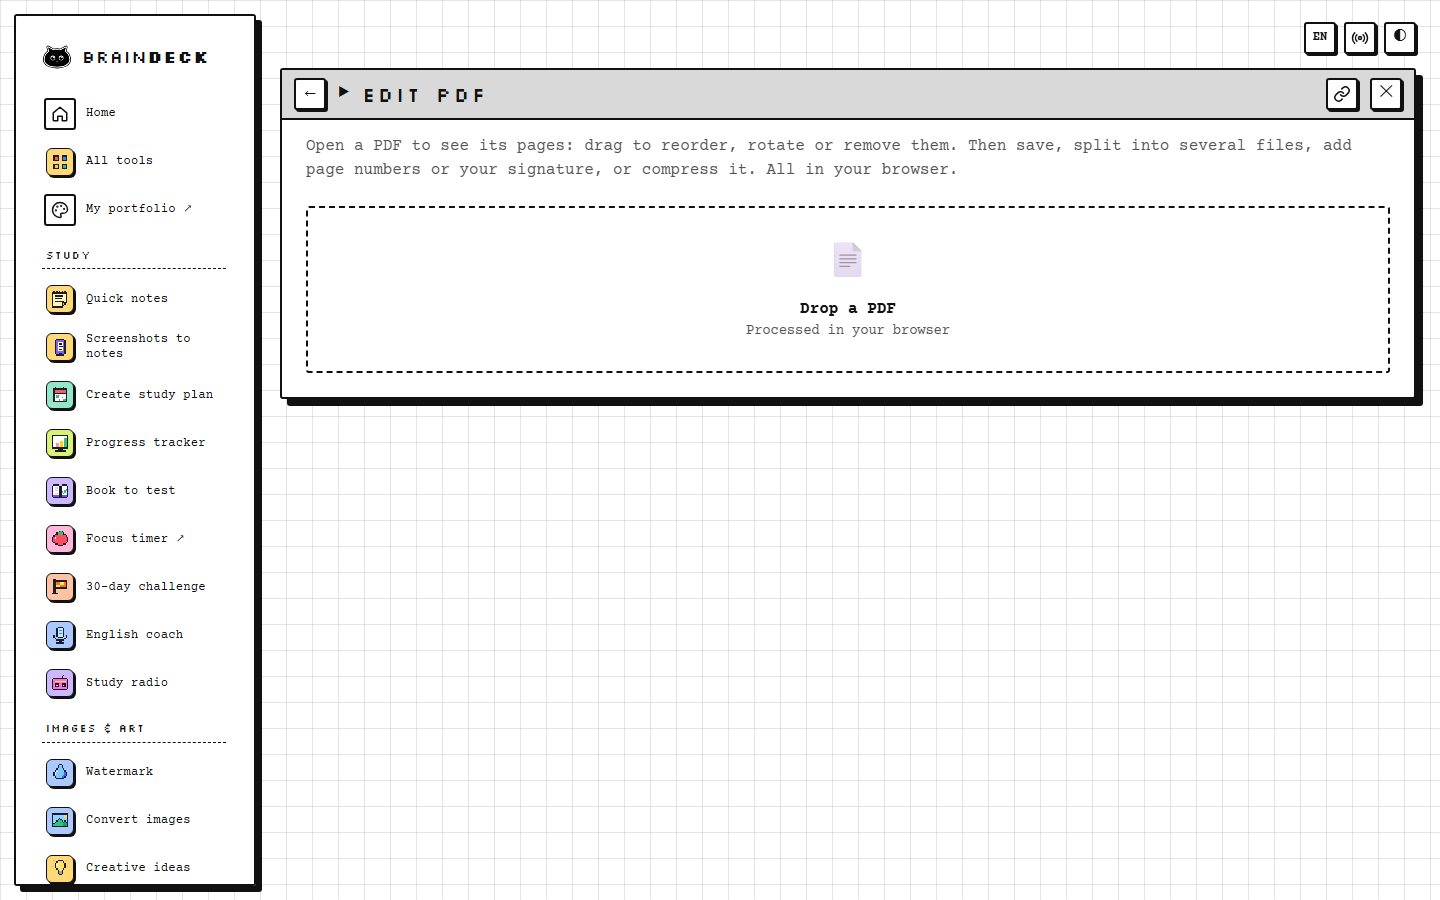 BRAINDECK
Home
All tools
My portfolio ↗
STUDY
Quick notes
Screenshots to
notes
Create study plan
Progress tracker
Book to test
Focus timer ↗
30-day challenge
English coach
Study radio
IMAGES & ART
Watermark
Convert images
Creative ideas
EN
← ▶ EDIT PDF
Open a PDF to see its pages: drag to reorder, rotate or remove them. Then save, split into several files, add
page numbers or your signature, or compress it. All in your browser.
Drop a PDF
Processed in your browser